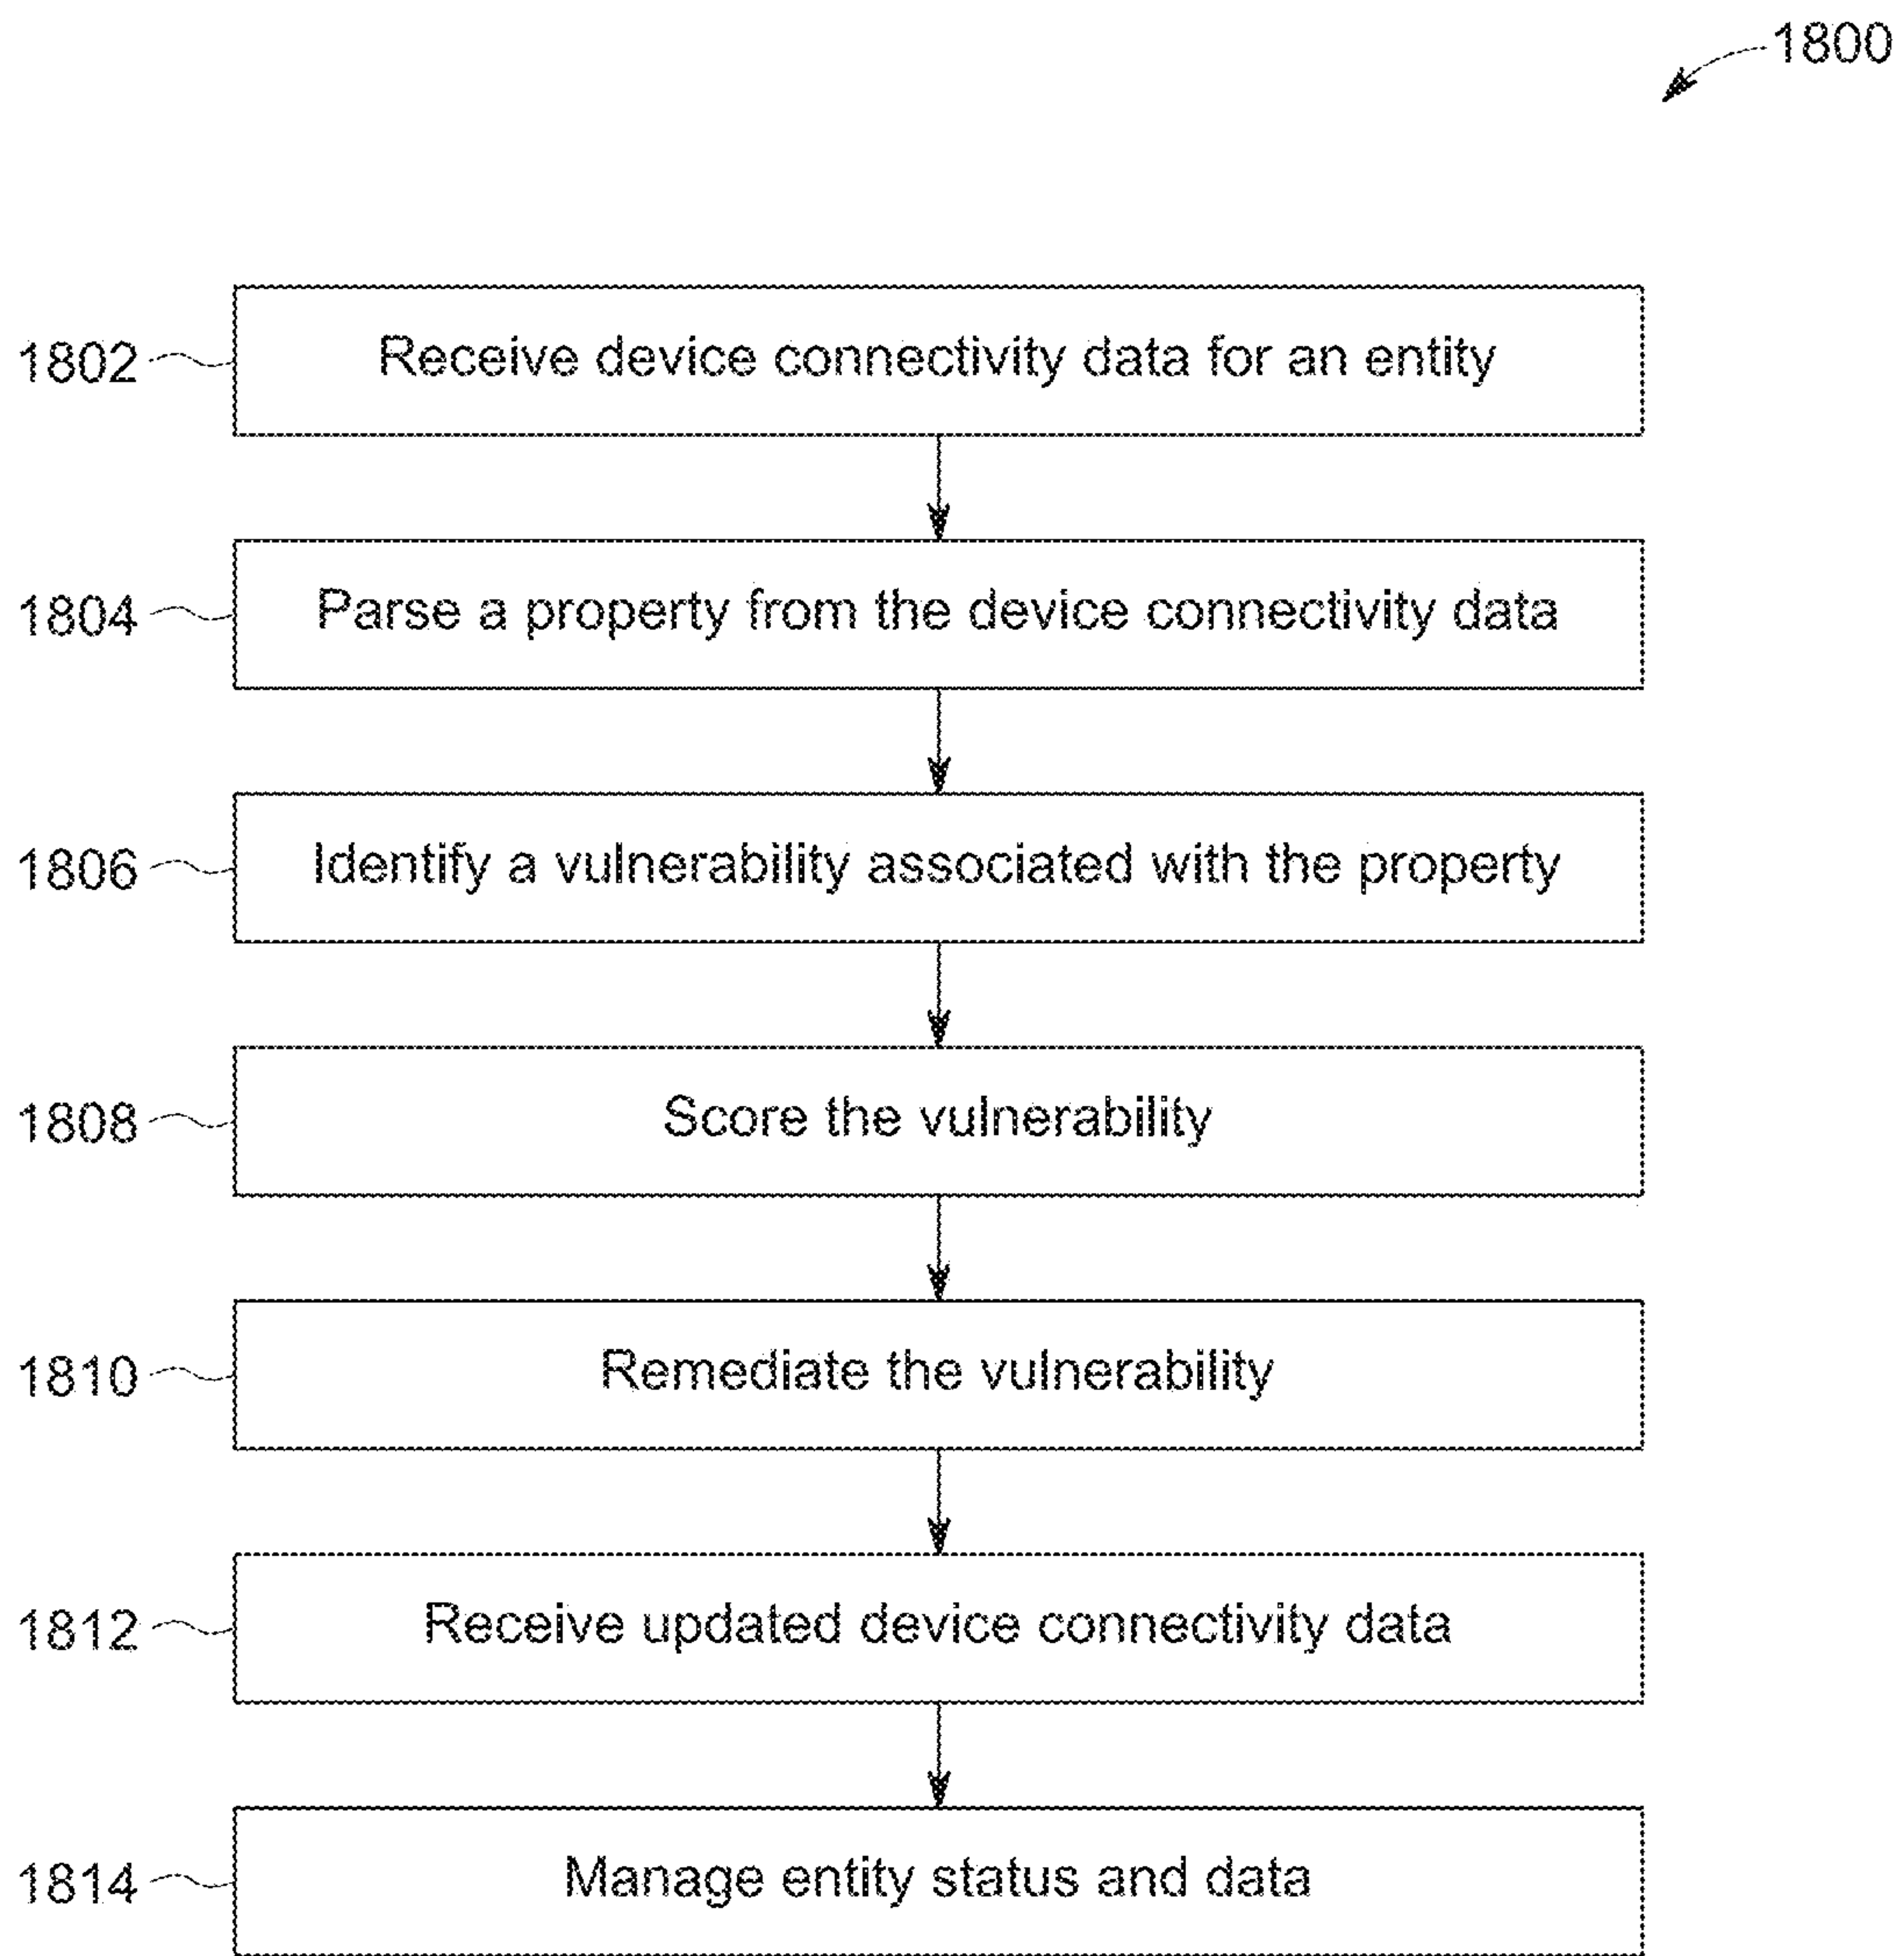 1800
1802 Receive device connectivity data for an entity
1804 Parse a property from the device connectivity data
1806 Identify a vulnerability associated with the property
1808 Score the vulnerability
1810 Remediate the vulnerability
1812 Receive updated device connectivity data
1814 Manage entity status and data